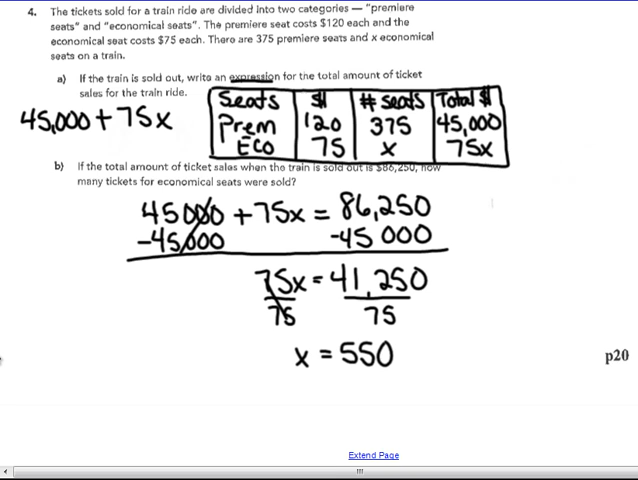 4. The tickets sold for a train ride are divided into two categories — "premiere
seats" and "economical seats". The premiere seat costs $120 each and the
economical seat costs $75 each. There are 375 premiere seats and x economical
seats on a train.
a) If the train is sold out, write an expression for the total amount of ticket
sales for the train ride.
45,000 + 75x
Seats $ # seats Total $
Prem 120 375 45,000
Eco 75 x 75x
b) If the total amount of ticket sales when the train is sold out is $86,250, how
many tickets for economical seats were sold?
45000 + 75x = 86,250
-45,000 -45 000
75x = 41,250
75 75
x = 550
p20
Extend Page